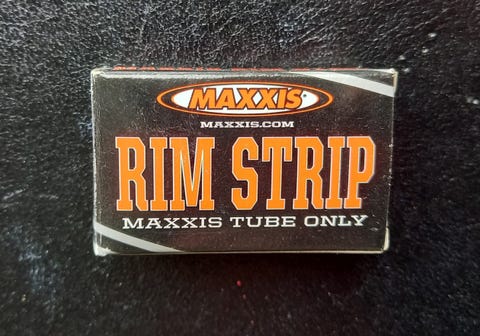 MAXXIS
MAXXIS.COM
RIM STRIP
MAXXIS TUBE ONLY